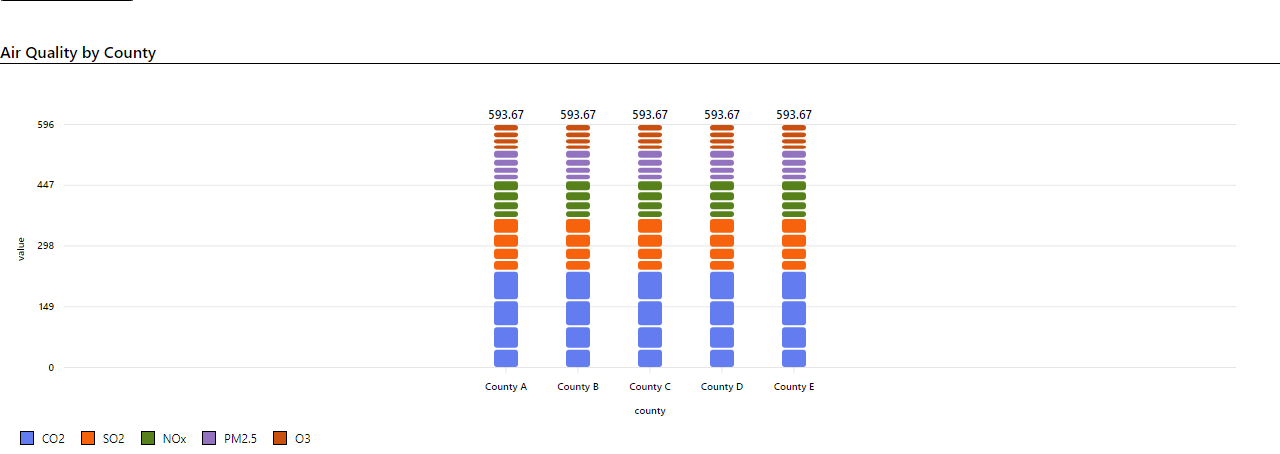 Air Quality by County
593.67 593.67 593.67 593.67 593.67
596
447
298
149
0
value
County A County B County C County D County E
county
CO2 SO2 NOx PM2.5 O3